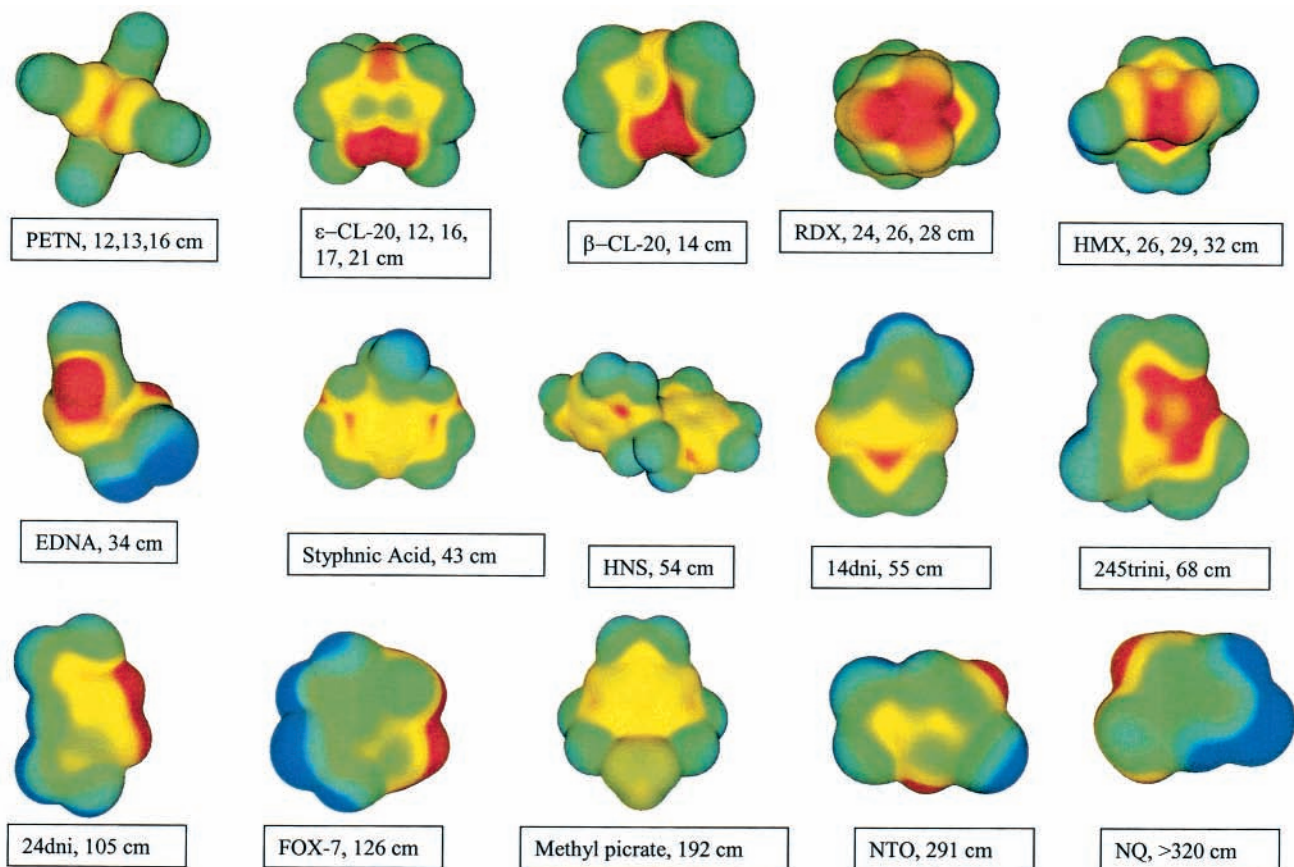 PETN, 12,13,16 cm
ε–CL-20, 12, 16,
17, 21 cm
β–CL-20, 14 cm
RDX, 24, 26, 28 cm
HMX, 26, 29, 32 cm
EDNA, 34 cm
Styphnic Acid, 43 cm
HNS, 54 cm
14dni, 55 cm
245trini, 68 cm
24dni, 105 cm
FOX-7, 126 cm
Methyl picrate, 192 cm
NTO, 291 cm
NQ, >320 cm